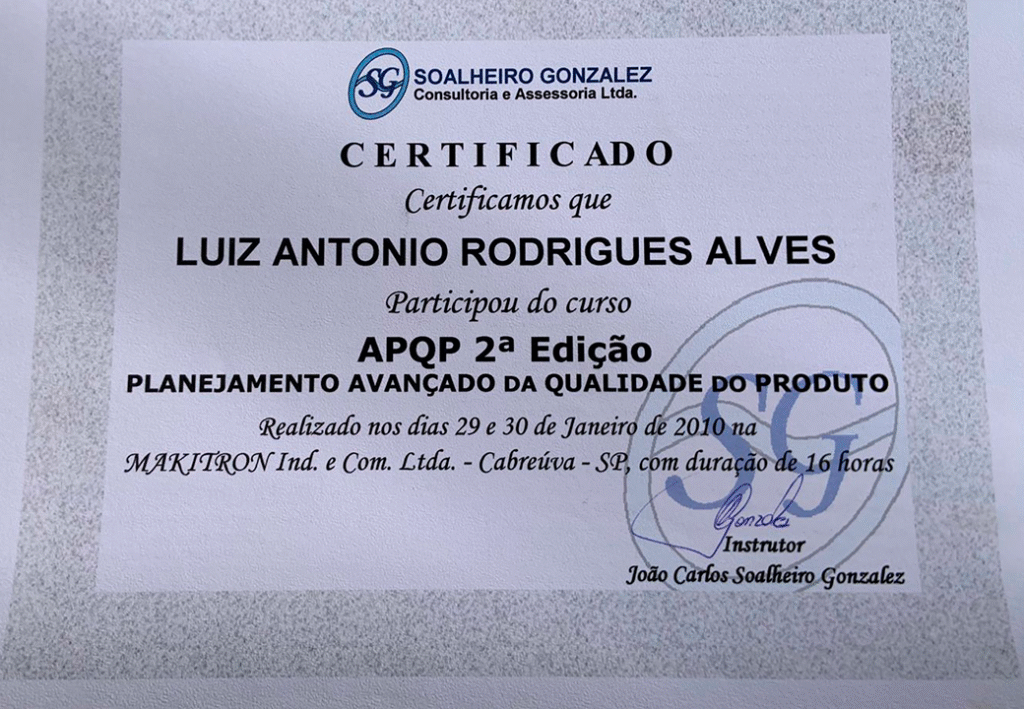 SG SOALHEIRO GONZALEZ
Consultoria e Assessoria Ltda.
CERTIFICADO
Certificamos que
LUIZ ANTONIO RODRIGUES ALVES
Participou do curso
APQP 2ª Edição
PLANEJAMENTO AVANÇADO DA QUALIDADE DO PRODUTO
Realizado nos dias 29 e 30 de Janeiro de 2010 na
MAKITRON Ind. e Com. Ltda. - Cabreúva - SP, com duração de 16 horas
SG
Gonzalez
Instrutor
João Carlos Soalheiro Gonzalez